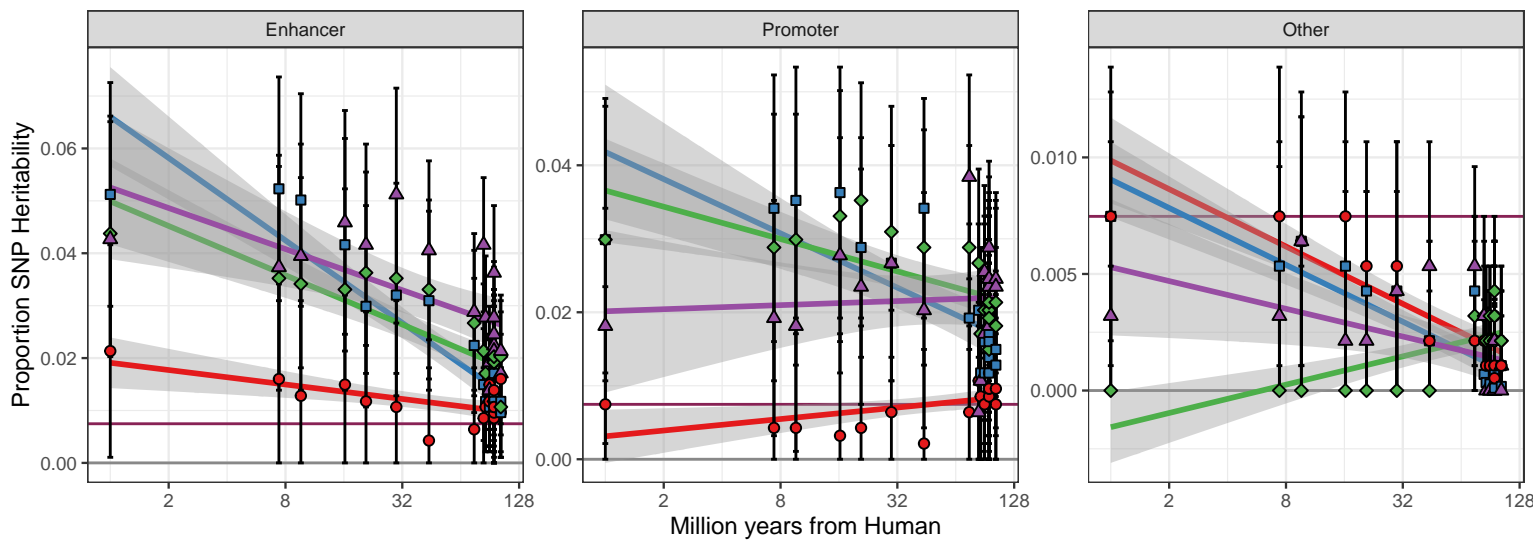 Enhancer Promoter Other
Proportion SNP Heritability
0.06
0.04
0.02
0.00
0.04
0.02
0.00
0.010
0.005
0.000
2 8 32 128 2 8 32 128 2 8 32 128
Million years from Human